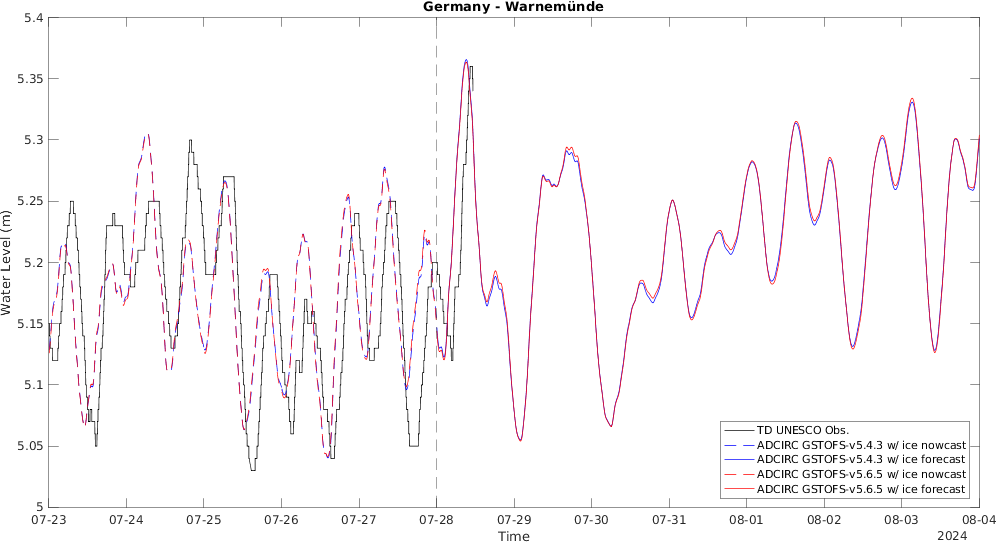 Germany - Warnemünde
5.4
5.35
5.3
5.25
5.2
5.15
5.1
5.05
5
Water Level (m)
TD UNESCO Obs.
ADCIRC GSTOFS-v5.4.3 w/ ice nowcast
ADCIRC GSTOFS-v5.4.3 w/ ice forecast
ADCIRC GSTOFS-v5.6.5 w/ ice nowcast
ADCIRC GSTOFS-v5.6.5 w/ ice forecast
07-23 07-24 07-25 07-26 07-27 07-28 07-29 07-30 07-31 08-01 08-02 08-03 08-04
Time
2024